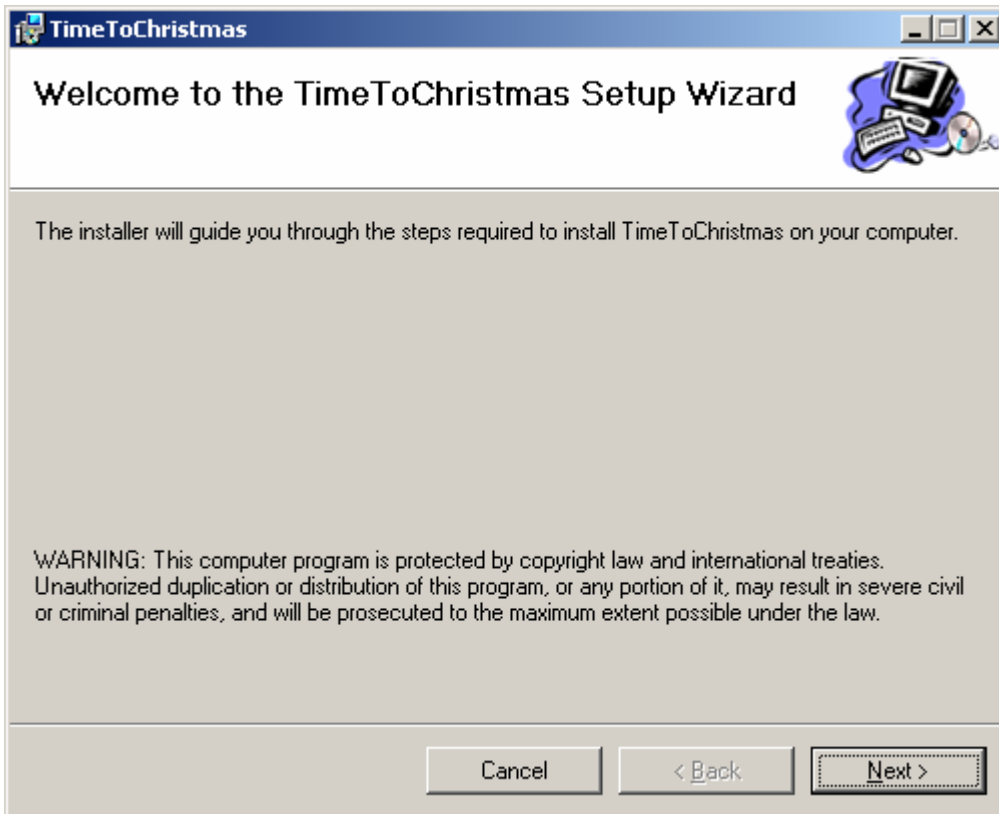 TimeToChristmas
Welcome to the TimeToChristmas Setup Wizard
The installer will guide you through the steps required to install TimeToChristmas on your computer.
WARNING: This computer program is protected by copyright law and international treaties.
Unauthorized duplication or distribution of this program, or any portion of it, may result in severe civil
or criminal penalties, and will be prosecuted to the maximum extent possible under the law.
Cancel < Back Next >